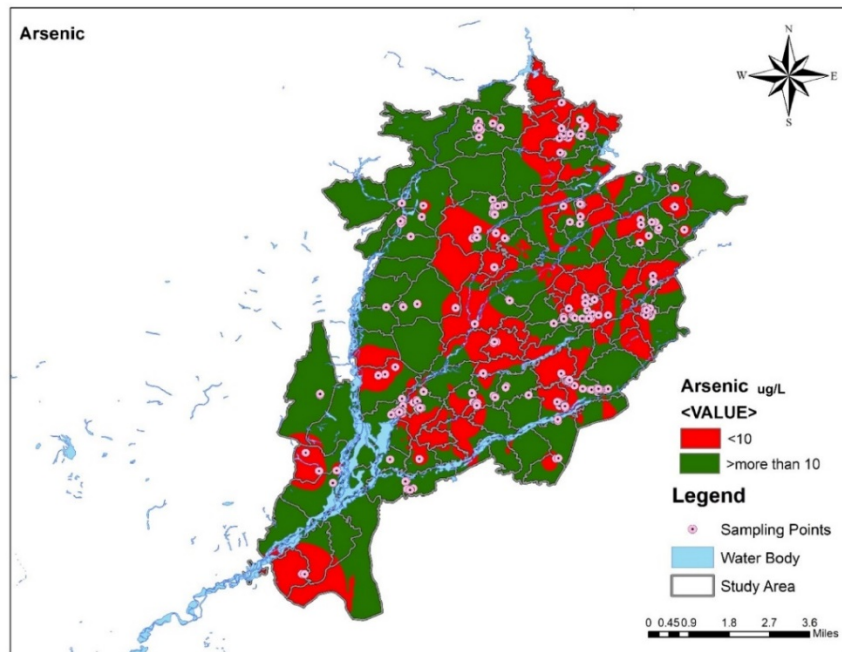 Arsenic
N
W E
S
Arsenic ug/L
<VALUE>
<10
>more than 10
Legend
Sampling Points
Water Body
Study Area
0 0.45 0.9 1.8 2.7 3.6
Miles